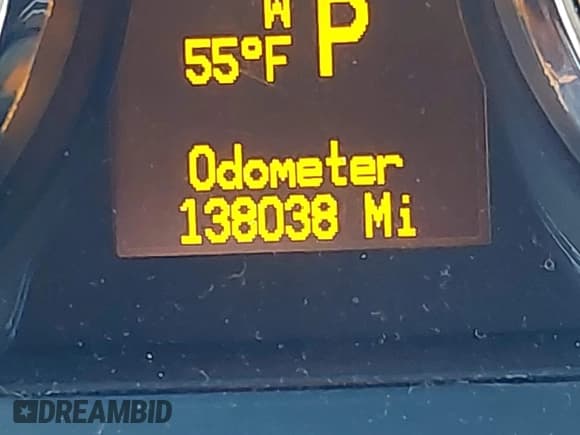 W
55°F P
Odometer
138038 Mi
DREAMBID